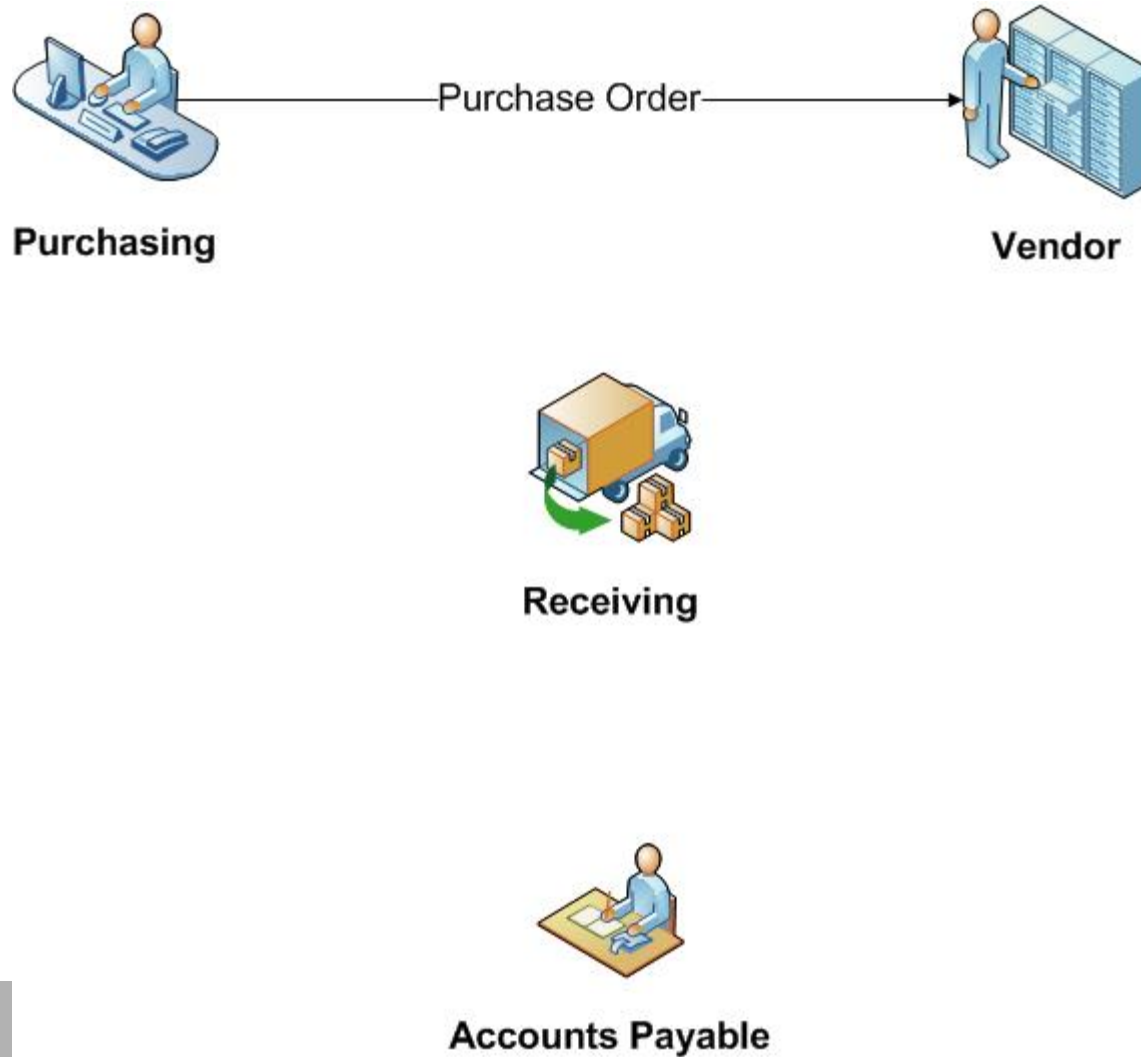 Purchase Order
Purchasing
Vendor
Receiving
Accounts Payable